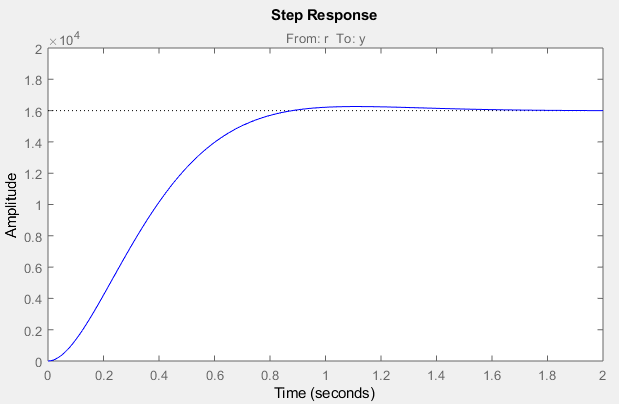 Step Response
From: r To: y
×10⁴
2
1.8
1.6
1.4
1.2
1
0.8
0.6
0.4
0.2
0
Amplitude
0 0.2 0.4 0.6 0.8 1 1.2 1.4 1.6 1.8 2
Time (seconds)